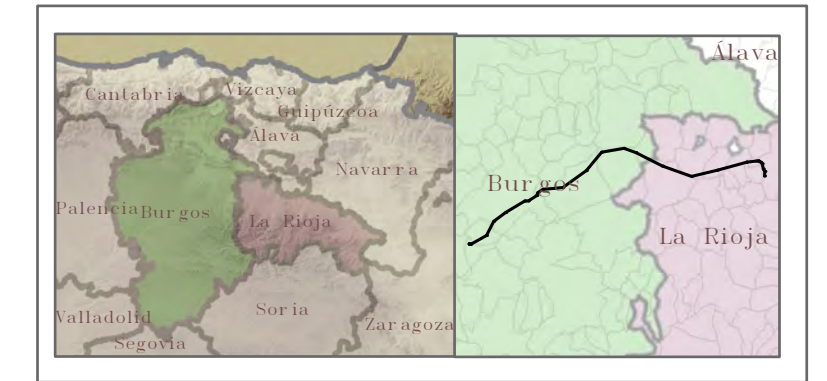 Cantabria
Vizcaya
Guipúzcoa
Álava
Navarra
Palencia
Burgos
La Rioja
Valladolid
Soria
Zaragoza
Segovia
Álava
Burgos
La Rioja